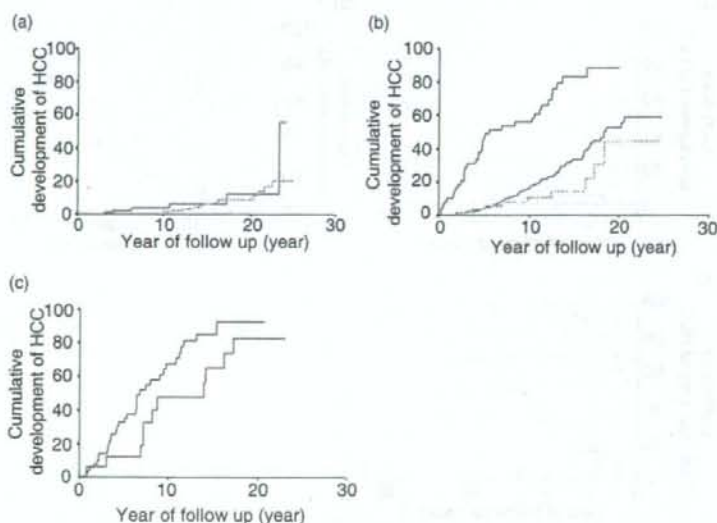 (a)
Cumulative
development of HCC
100
80
60
40
20
0
0 10 20 30
Year of follow up (year)
(b)
Cumulative
development of HCC
100
80
60
40
20
0
0 10 20 30
Year of follow up (year)
(c)
Cumulative
development of HCC
100
80
60
40
20
0
0 10 20 30
Year of follow up (year)